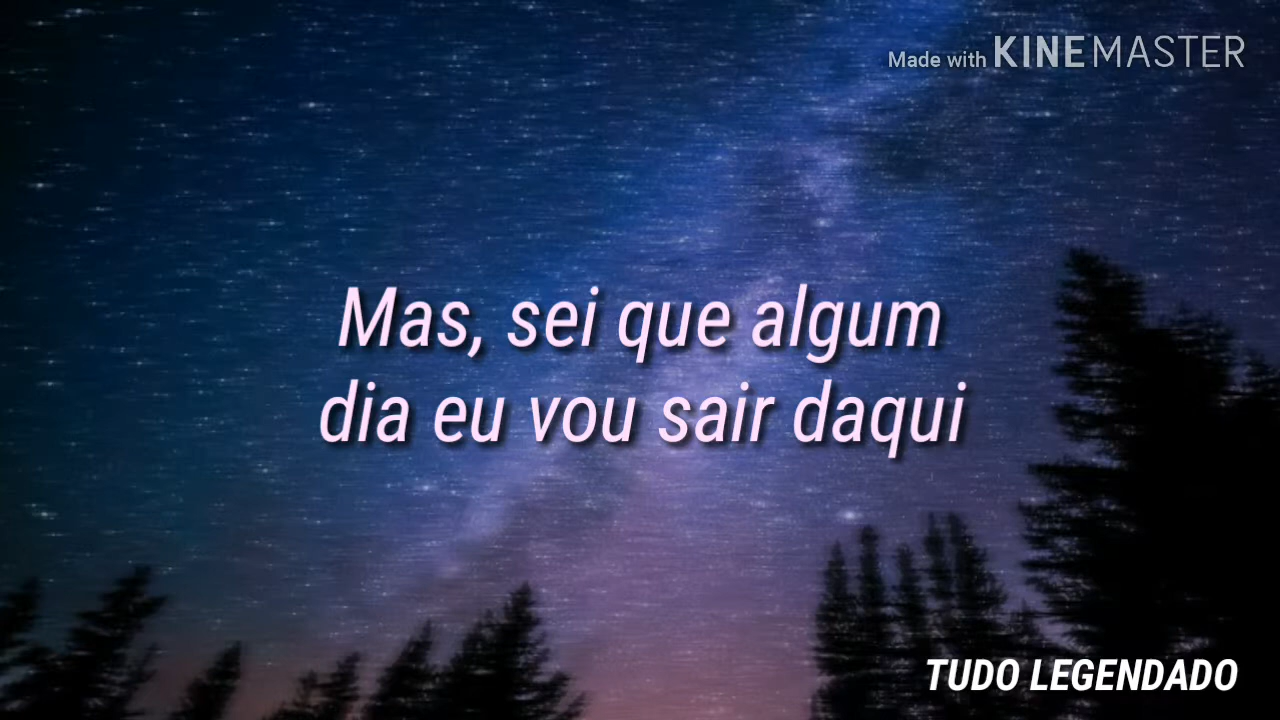 Made with KINEMASTER
Mas, sei que algum
dia eu vou sair daqui
TUDO LEGENDADO